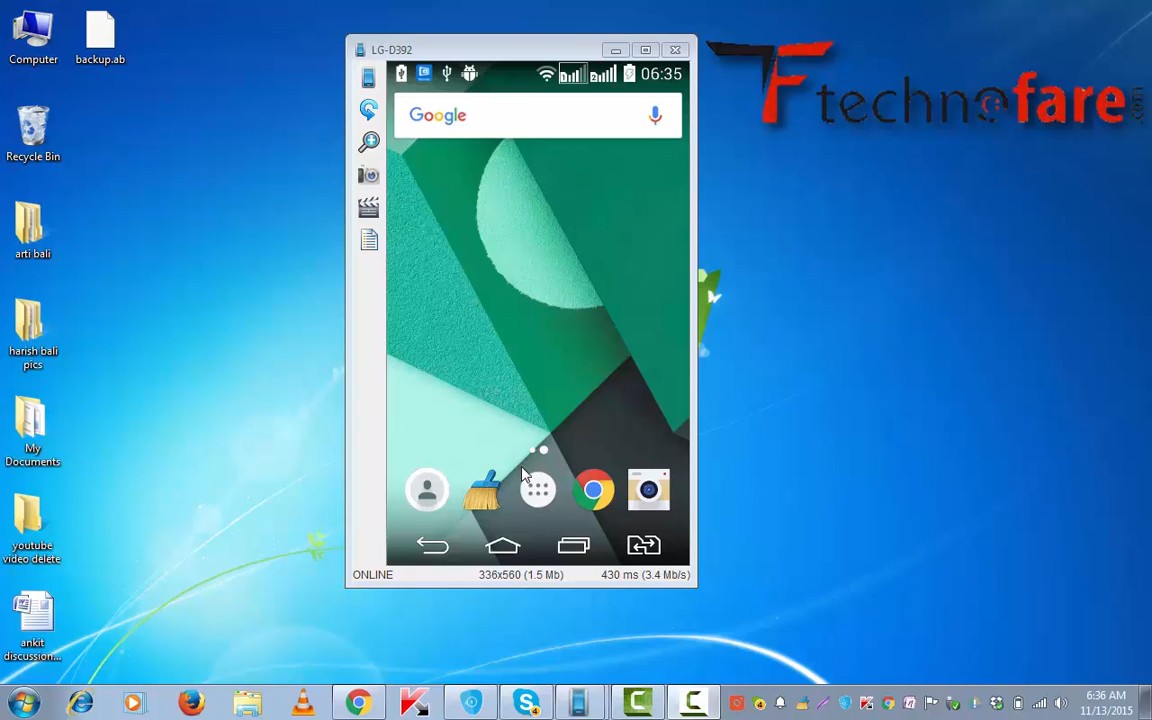 Computer
backup.ab
Recycle Bin
arti bali
harish bali
pics
My
Documents
youtube
video delete
ankit
discussion...
LG-D392
06:35
Google
ONLINE
336x560 (1.5 Mb)
430 ms (3.4 Mb/s)
technofare.com
6:36 AM
11/13/2015